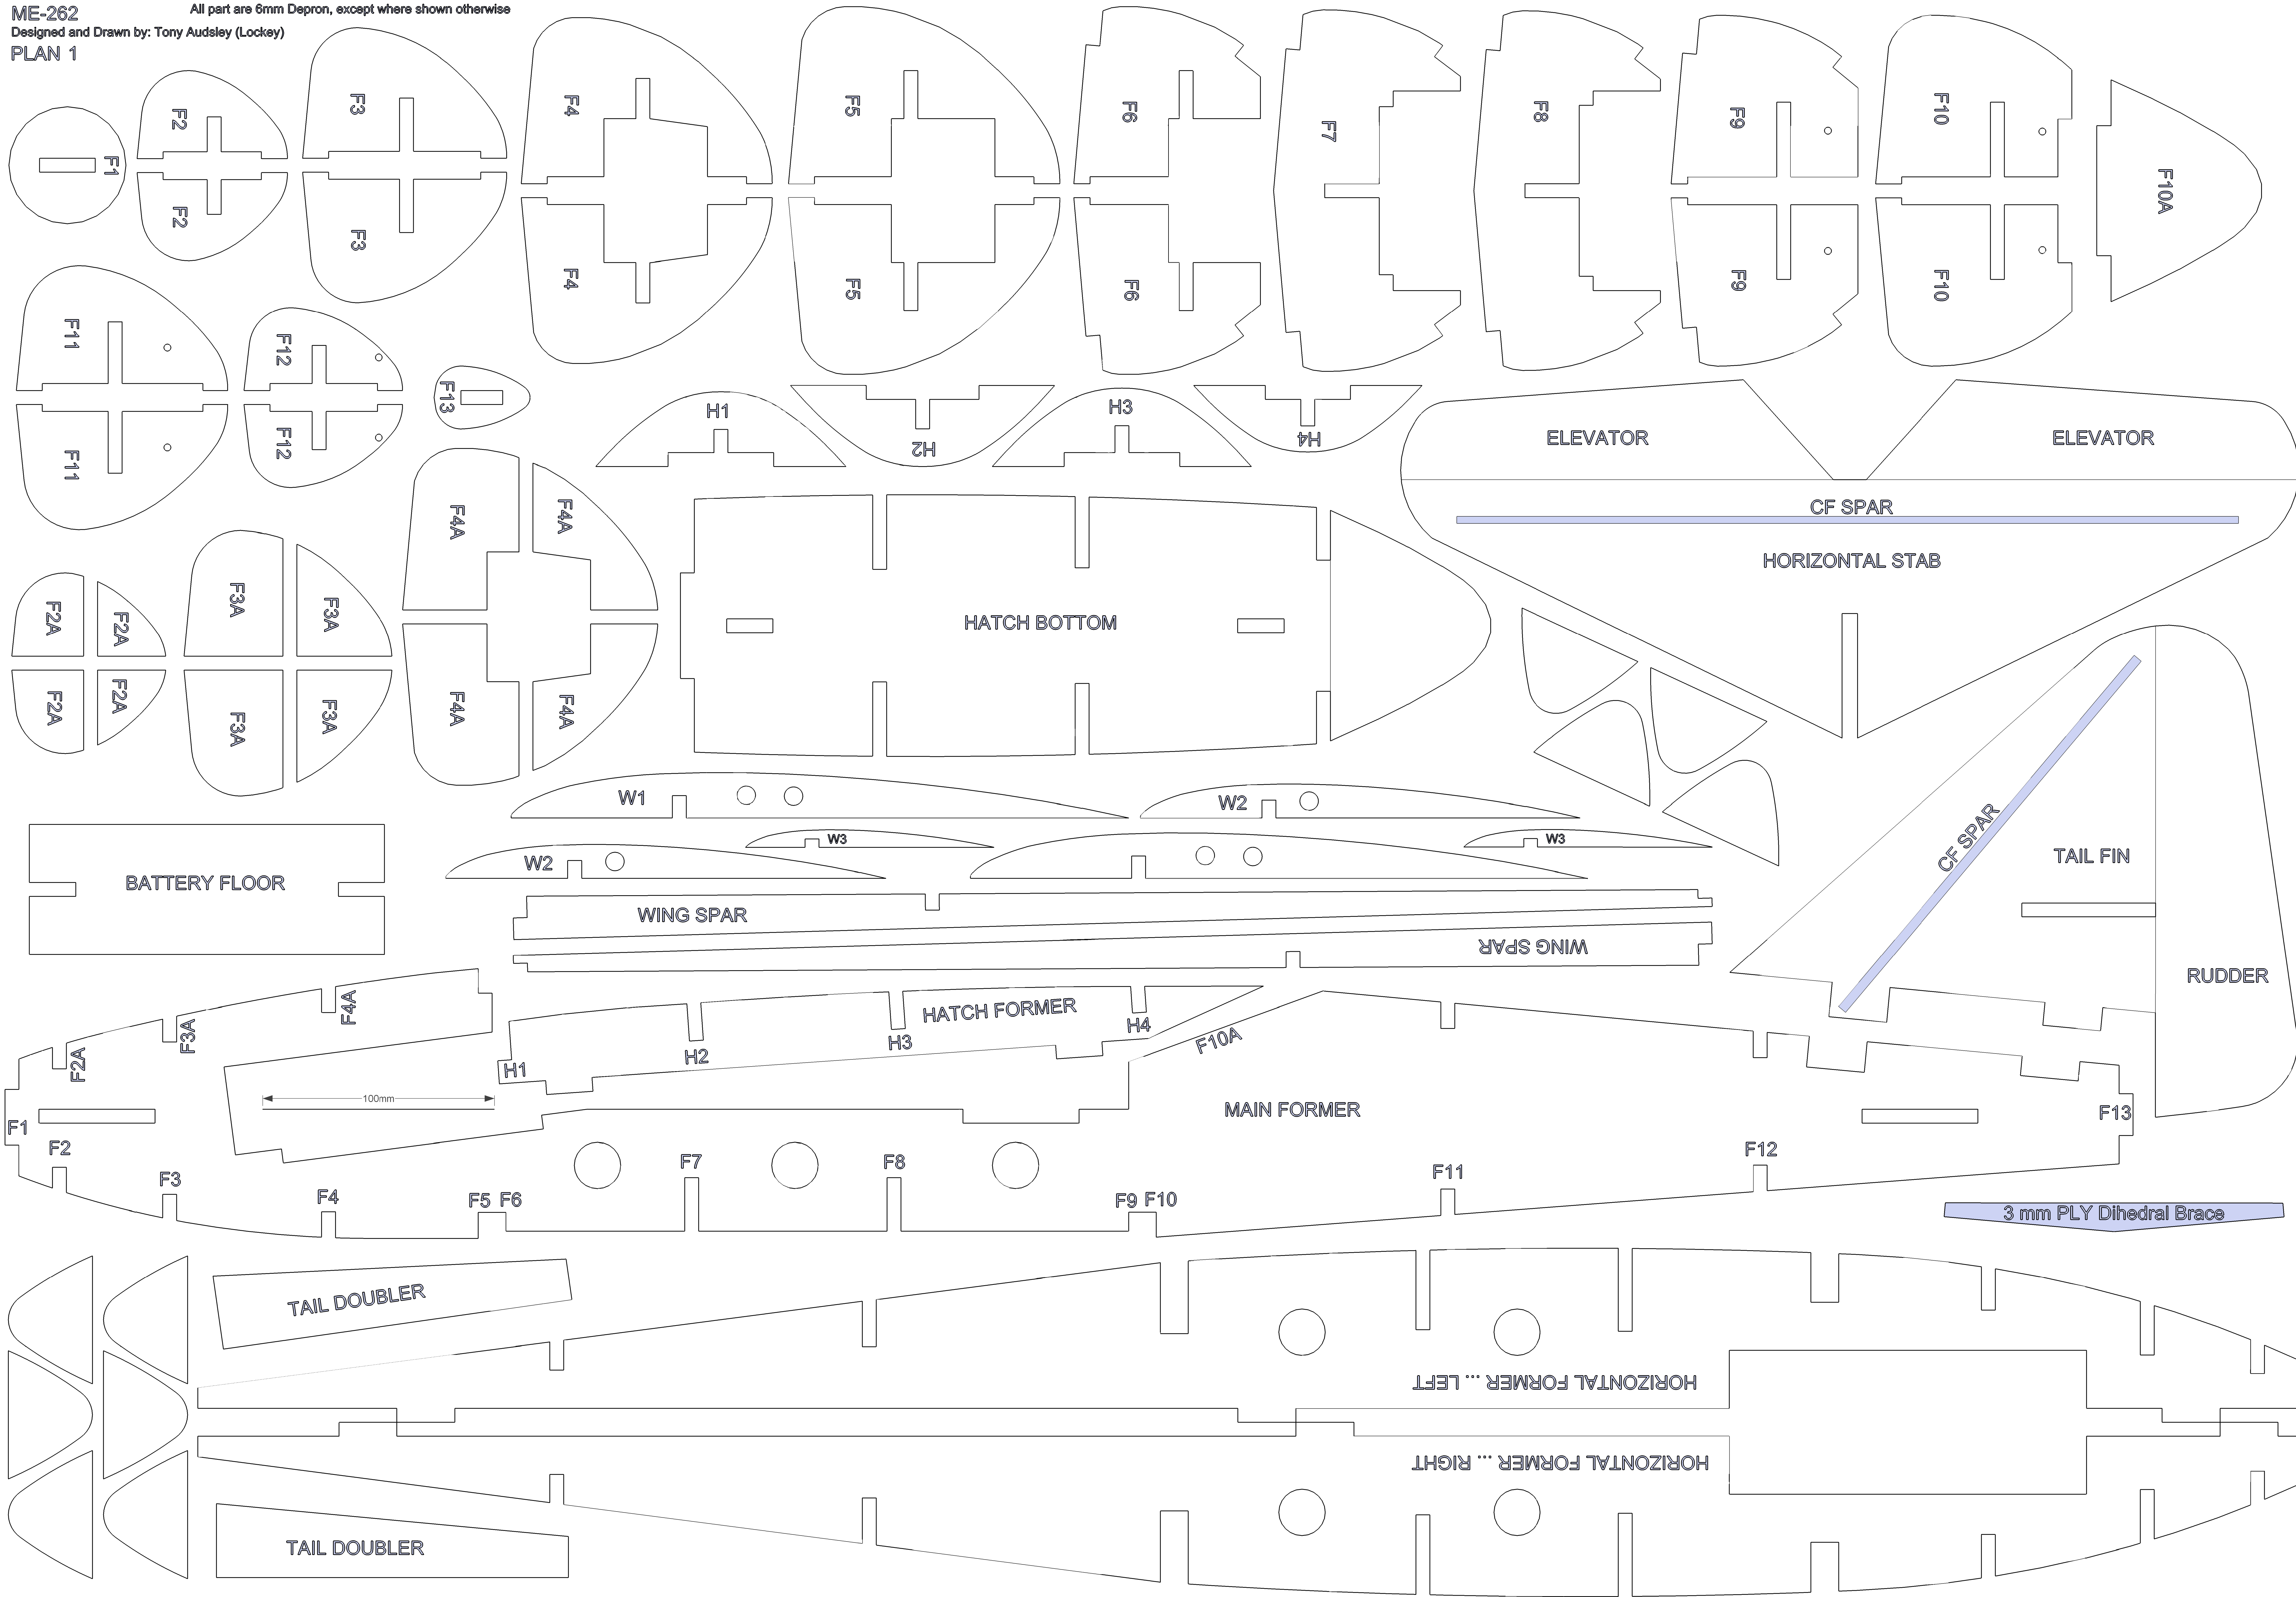 ME-262
All part are 6mm Depron, except where shown otherwise
Designed and Drawn by: Tony Audsley (Lockey)
PLAN 1
F1
F2
F3
F4
F5
F6
F7
F8
F9
F10
F10A
F2
F3
F4
F5
F6
F9
F10
F11
F12
F13
F11
F12
H1
H2
H3
H4
ELEVATOR
ELEVATOR
CF SPAR
HORIZONTAL STAB
F4A
F4A
F4A
F4A
F3A
F3A
F3A
F3A
F2A
F2A
F2A
F2A
HATCH BOTTOM
W1
W2
W3
W3
W2
BATTERY FLOOR
WING SPAR
WING SPAR
CF SPAR
TAIL FIN
RUDDER
F4A
F3A
F2A
HATCH FORMER
H1
H2
H3
H4
F10A
100mm
MAIN FORMER
F1
F2
F3
F4
F5 F6
F7
F8
F9 F10
F11
F12
F13
3 mm PLY Dihedral Brace
TAIL DOUBLER
HORIZONTAL FORMER ... LEFT
HORIZONTAL FORMER ... RIGHT
TAIL DOUBLER